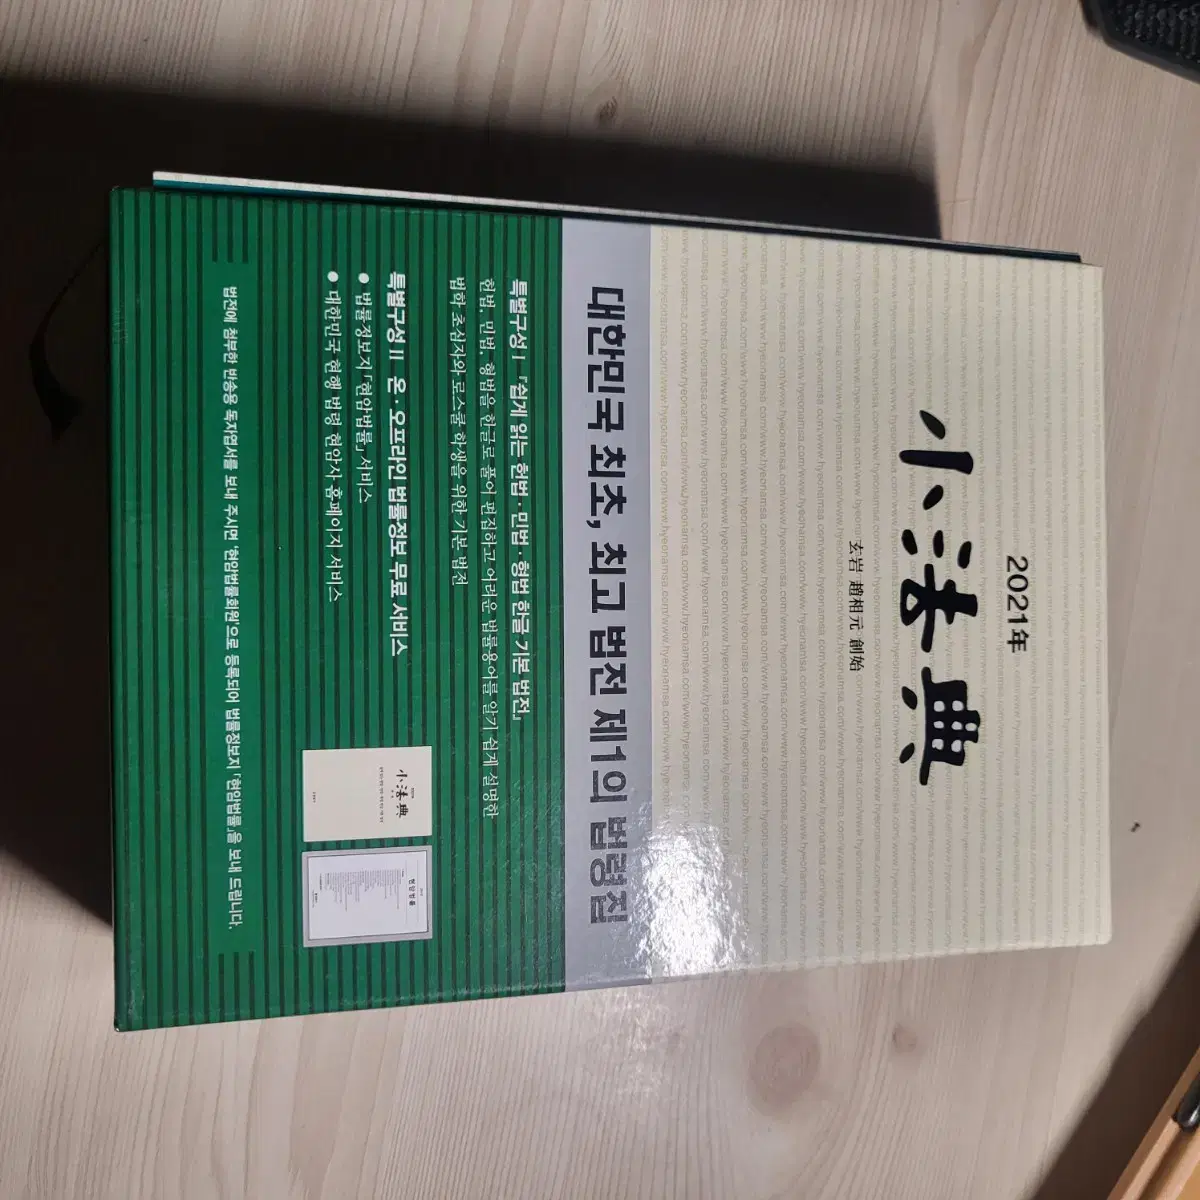 2021年
小法典
玄岩 趙相元 創始
대한민국 최초, 최고 법전 제1의 법령집
특별구성 I 「쉽게 읽는 헌법·민법·형법 한글 기본 법전」
헌법, 민법, 형법을 한글로 풀어 편집하고 어려운 법률용어를 알기 쉽게 설명한
법학 초심자와 로스쿨 학생을 위한 기본 법전
특별구성 II 온·오프라인 법률정보 무료 서비스
● 법률정보지 「현암법률」 서비스
● 대한민국 현행 법령 현암사 홈페이지 서비스
小法典
현암법률
법전에 첨부한 반송용 독자엽서를 보내 주시면 '현암법률회원'으로 등록되어 법률정보지 「현암법률」을 보내 드립니다.